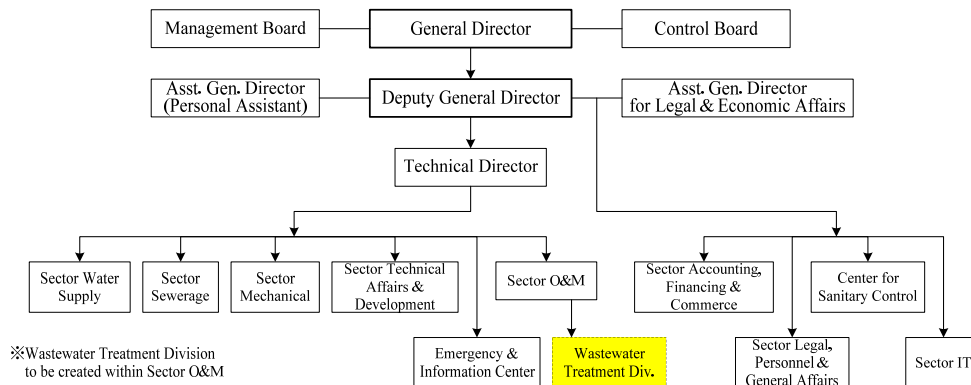 Management Board
General Director
Control Board
Asst. Gen. Director
(Personal Assistant)
Deputy General Director
Asst. Gen. Director
for Legal & Economic Affairs
Technical Director
Sector Water
Supply
Sector
Sewerage
Sector
Mechanical
Sector Technical
Affairs &
Development
Sector O&M
Sector Accounting,
Financing &
Commerce
Center for
Sanitary Control
※Wastewater Treatment Division
to be created within Sector O&M
Emergency &
Information Center
Wastewater
Treatment Div.
Sector Legal,
Personnel &
General Affairs
Sector IT